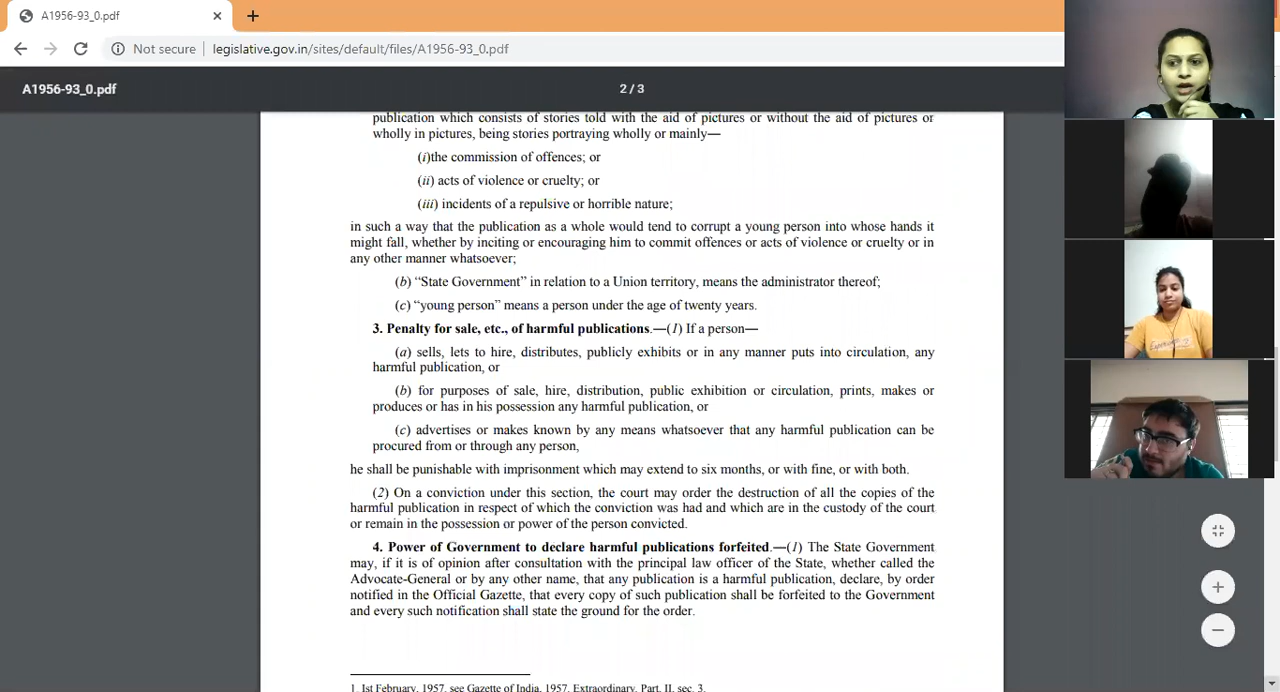 A1956-93_0.pdf
Not secure
legislative.gov.in/sites/default/files/A1956-93_0.pdf
A1956-93_0.pdf
2 / 3
publication which consists of stories told with the aid of pictures or without the aid of pictures or
wholly in pictures, being stories portraying wholly or mainly—
(i)the commission of offences; or
(ii) acts of violence or cruelty; or
(iii) incidents of a repulsive or horrible nature;
in such a way that the publication as a whole would tend to corrupt a young person into whose hands it
might fall, whether by inciting or encouraging him to commit offences or acts of violence or cruelty or in
any other manner whatsoever;
(b) “State Government” in relation to a Union territory, means the administrator thereof;
(c) “young person” means a person under the age of twenty years.
3. Penalty for sale, etc., of harmful publications.—(1) If a person—
(a) sells, lets to hire, distributes, publicly exhibits or in any manner puts into circulation, any
harmful publication, or
(b) for purposes of sale, hire, distribution, public exhibition or circulation, prints, makes or
produces or has in his possession any harmful publication, or
(c) advertises or makes known by any means whatsoever that any harmful publication can be
procured from or through any person,
he shall be punishable with imprisonment which may extend to six months, or with fine, or with both.
(2) On a conviction under this section, the court may order the destruction of all the copies of the
harmful publication in respect of which the conviction was had and which are in the custody of the court
or remain in the possession or power of the person convicted.
4. Power of Government to declare harmful publications forfeited.—(1) The State Government
may, if it is of opinion after consultation with the principal law officer of the State, whether called the
Advocate-General or by any other name, that any publication is a harmful publication, declare, by order
notified in the Official Gazette, that every copy of such publication shall be forfeited to the Government
and every such notification shall state the ground for the order.
1. Ist February, 1957, see Gazette of India, 1957, Extraordinary, Part. II, sec. 3.